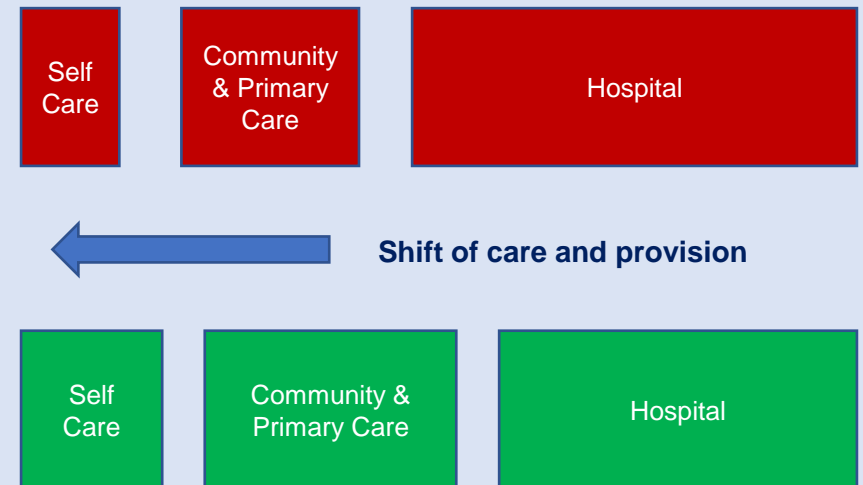 Self
Care
Community
& Primary
Care
Hospital
Shift of care and provision
Self
Care
Community &
Primary Care
Hospital